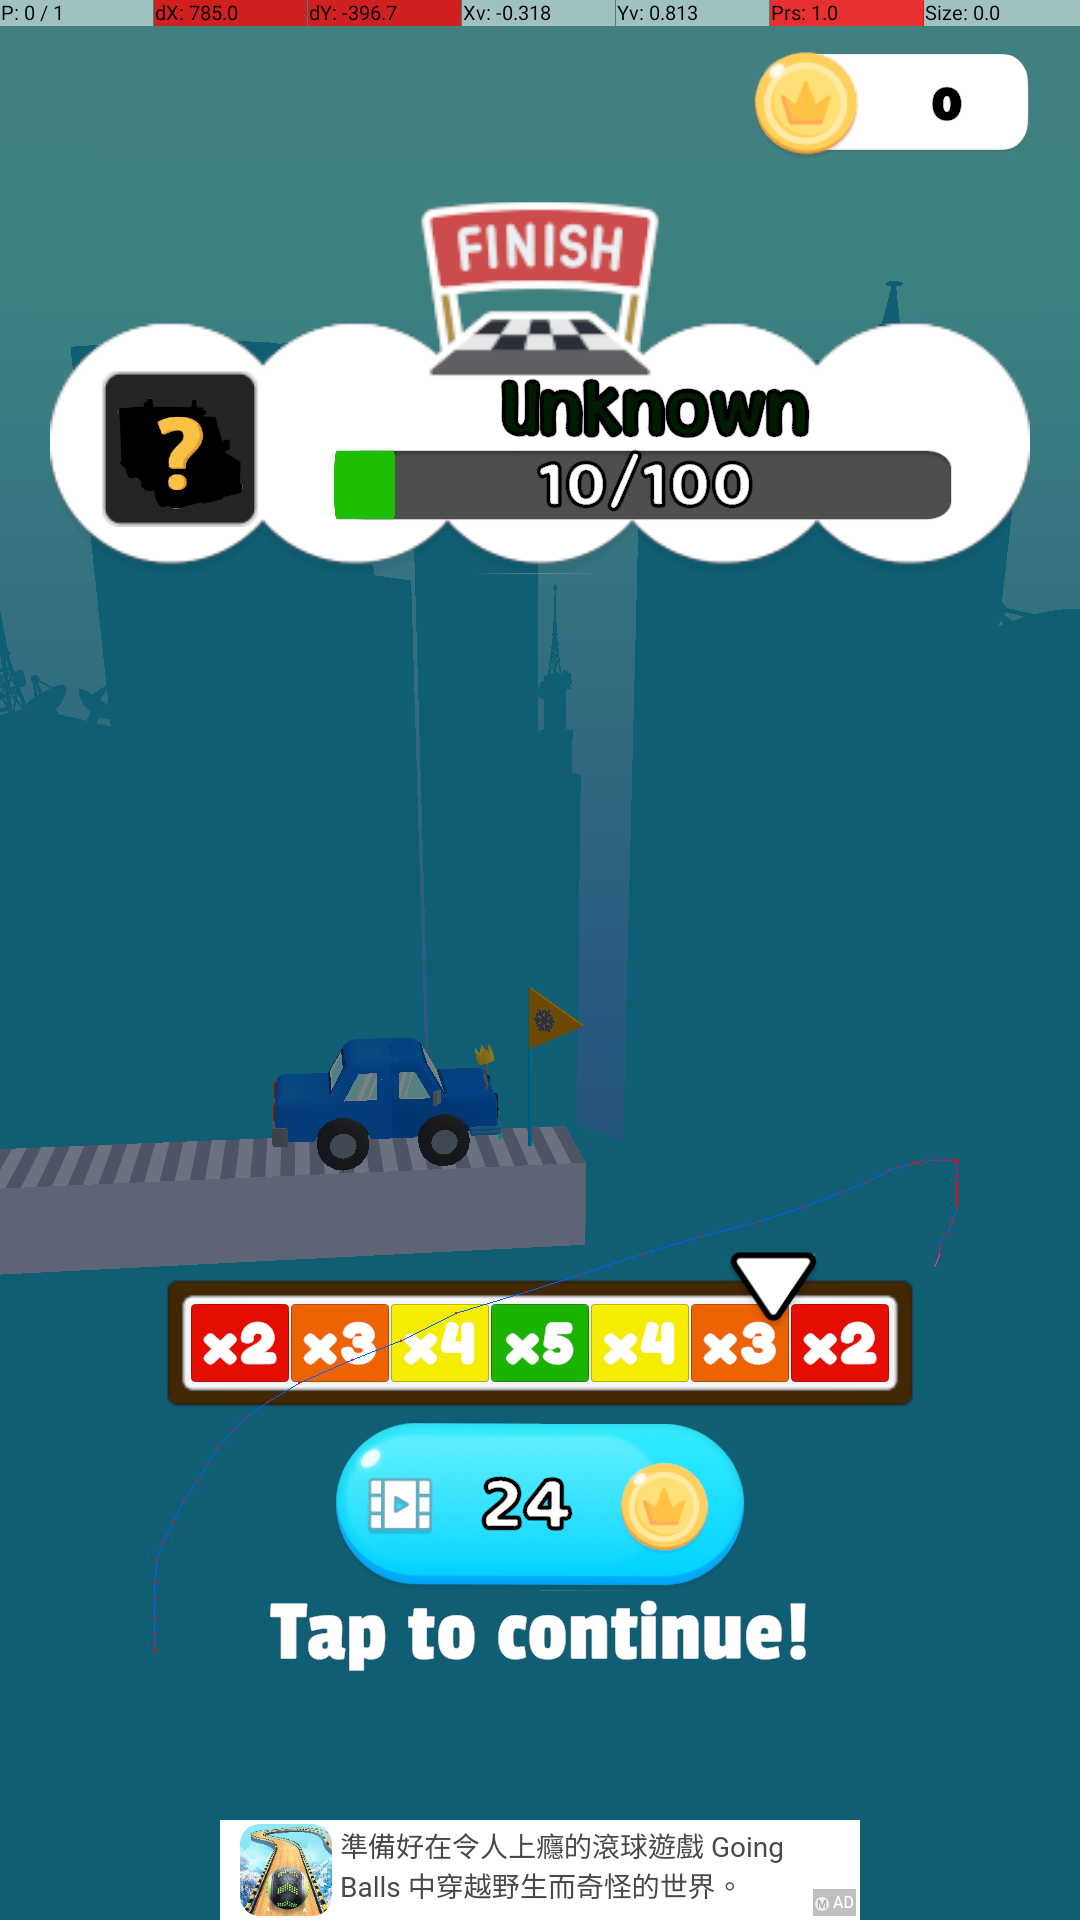 P: 0 / 1 dX: 785.0 dY: -396.7 Xv: -0.318 Yv: 0.813 Prs: 1.0 Size: 0.0
0
FINISH
?
Unknown
10/100
x2 x3 x4 x5 x4 x3 x2
24
Tap to continue!
準備好在令人上癮的滾球遊戲 Going
Balls 中穿越野生而奇怪的世界。
M AD